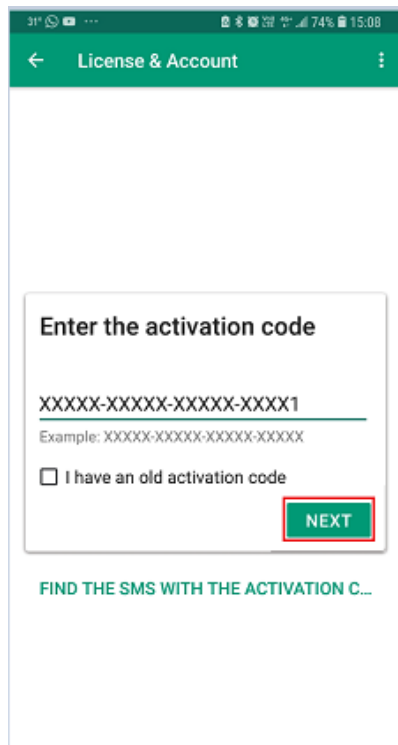 31° 74% 15:08
License & Account
Enter the activation code
XXXXX-XXXXX-XXXXX-XXXX1
Example: XXXXX-XXXXX-XXXXX-XXXXX
I have an old activation code
NEXT
FIND THE SMS WITH THE ACTIVATION C...